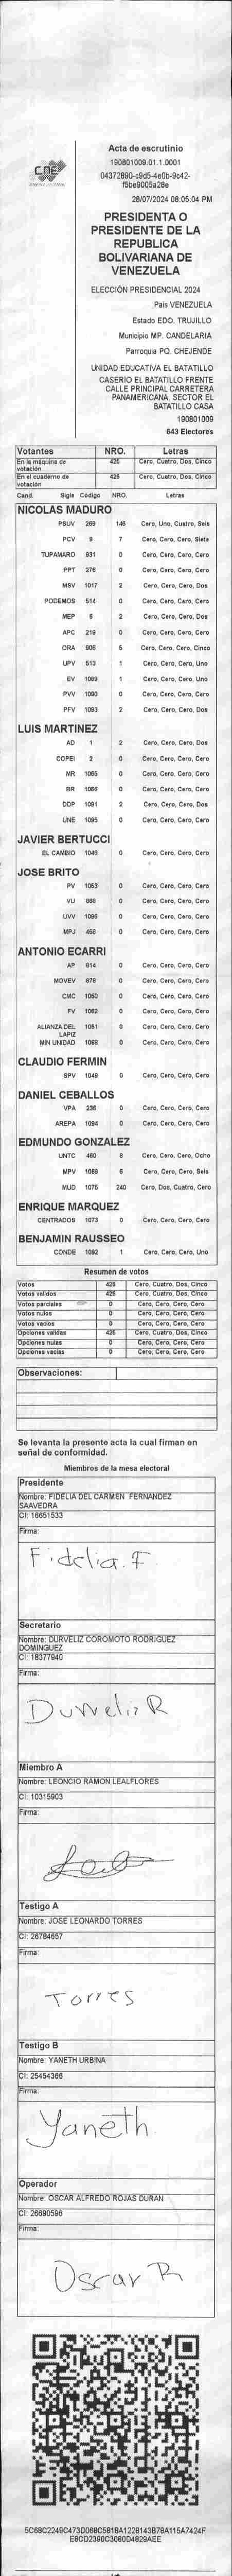 Acta de escrutinio
190801009.01.1.0001
04372890-c9d5-4e0b-9c42-
f5be9005a28e
28/07/2024 08:05:04 PM
PRESIDENTA O
PRESIDENTE DE LA
REPUBLICA
BOLIVARIANA DE
VENEZUELA
ELECCIÓN PRESIDENCIAL 2024
País VENEZUELA
Estado EDO. TRUJILLO
Municipio MP. CANDELARIA
Parroquia PQ. CHEJENDE
UNIDAD EDUCATIVA EL BATATILLO
CASERIO EL BATATILLO FRENTE
CALLE PRINCIPAL CARRETERA
PANAMERICANA, SECTOR EL
BATATILLO CASA
190801009
643 Electores
CNE
Votantes NRO. Letras
En la máquina de votación 425 Cero, Cuatro, Dos, Cinco
En el cuaderno de votación 425 Cero, Cuatro, Dos, Cinco
Cand. Sigla Código NRO. Letras
NICOLAS MADURO
PSUV 269 146 Cero, Uno, Cuatro, Seis
PCV 9 7 Cero, Cero, Cero, Siete
TUPAMARO 931 0 Cero, Cero, Cero, Cero
PPT 276 0 Cero, Cero, Cero, Cero
MSV 1017 2 Cero, Cero, Cero, Dos
PODEMOS 514 0 Cero, Cero, Cero, Cero
MEP 6 2 Cero, Cero, Cero, Dos
APC 219 0 Cero, Cero, Cero, Cero
ORA 906 5 Cero, Cero, Cero, Cinco
UPV 513 1 Cero, Cero, Cero, Uno
EV 1089 1 Cero, Cero, Cero, Uno
PVV 1090 0 Cero, Cero, Cero, Cero
PFV 1093 2 Cero, Cero, Cero, Dos
LUIS MARTINEZ
AD 1 2 Cero, Cero, Cero, Dos
COPEI 2 0 Cero, Cero, Cero, Cero
MR 1065 0 Cero, Cero, Cero, Cero
BR 1086 0 Cero, Cero, Cero, Cero
DDP 1091 2 Cero, Cero, Cero, Dos
UNE 1095 0 Cero, Cero, Cero, Cero
JAVIER BERTUCCI
EL CAMBIO 1046 0 Cero, Cero, Cero, Cero
JOSE BRITO
PV 1053 0 Cero, Cero, Cero, Cero
VU 888 0 Cero, Cero, Cero, Cero
UVV 1096 0 Cero, Cero, Cero, Cero
MPJ 458 0 Cero, Cero, Cero, Cero
ANTONIO ECARRI
AP 914 0 Cero, Cero, Cero, Cero
MOVEV 978 0 Cero, Cero, Cero, Cero
CMC 1050 0 Cero, Cero, Cero, Cero
FV 1062 0 Cero, Cero, Cero, Cero
ALIANZA DEL LAPIZ 1051 0 Cero, Cero, Cero, Cero
MIN UNIDAD 1068 0 Cero, Cero, Cero, Cero
CLAUDIO FERMIN
SPV 1049 0 Cero, Cero, Cero, Cero
DANIEL CEBALLOS
VPA 236 0 Cero, Cero, Cero, Cero
AREPA 1094 0 Cero, Cero, Cero, Cero
EDMUNDO GONZALEZ
UNTC 460 8 Cero, Cero, Cero, Ocho
MPV 1069 6 Cero, Cero, Cero, Seis
MUD 1075 240 Cero, Dos, Cuatro, Cero
ENRIQUE MARQUEZ
CENTRADOS 1073 0 Cero, Cero, Cero, Cero
BENJAMIN RAUSSEO
CONDE 1092 1 Cero, Cero, Cero, Uno
Resumen de votos
Votos 425 Cero, Cuatro, Dos, Cinco
Votos validos 425 Cero, Cuatro, Dos, Cinco
Votos parciales 0 Cero, Cero, Cero, Cero
Votos nulos 0 Cero, Cero, Cero, Cero
Votos vacios 0 Cero, Cero, Cero, Cero
Opciones validas 425 Cero, Cuatro, Dos, Cinco
Opciones nulas 0 Cero, Cero, Cero, Cero
Opciones vacias 0 Cero, Cero, Cero, Cero
Observaciones:
Se levanta la presente acta la cual firman en
señal de conformidad.
Miembros de la mesa electoral
Presidente
Nombre: FIDELIA DEL CARMEN FERNANDEZ
SAAVEDRA
CI: 16651533
Firma:
Fidelia. F
Secretario
Nombre: DURVELIZ COROMOTO RODRIGUEZ
DOMINGUEZ
CI: 18377940
Firma:
Durveliz R
Miembro A
Nombre: LEONCIO RAMON LEALFLORES
CI: 10315903
Firma:
Testigo A
Nombre: JOSE LEONARDO TORRES
CI: 26784657
Firma:
Torres
Testigo B
Nombre: YANETH URBINA
CI: 25454366
Firma:
Yaneth.
Operador
Nombre: OSCAR ALFREDO ROJAS DURAN
CI: 26690596
Firma:
Oscar R
5C68C2249C473D068C5818A1228143B78A115A7424F
E8CD2390C3080D4829AEE